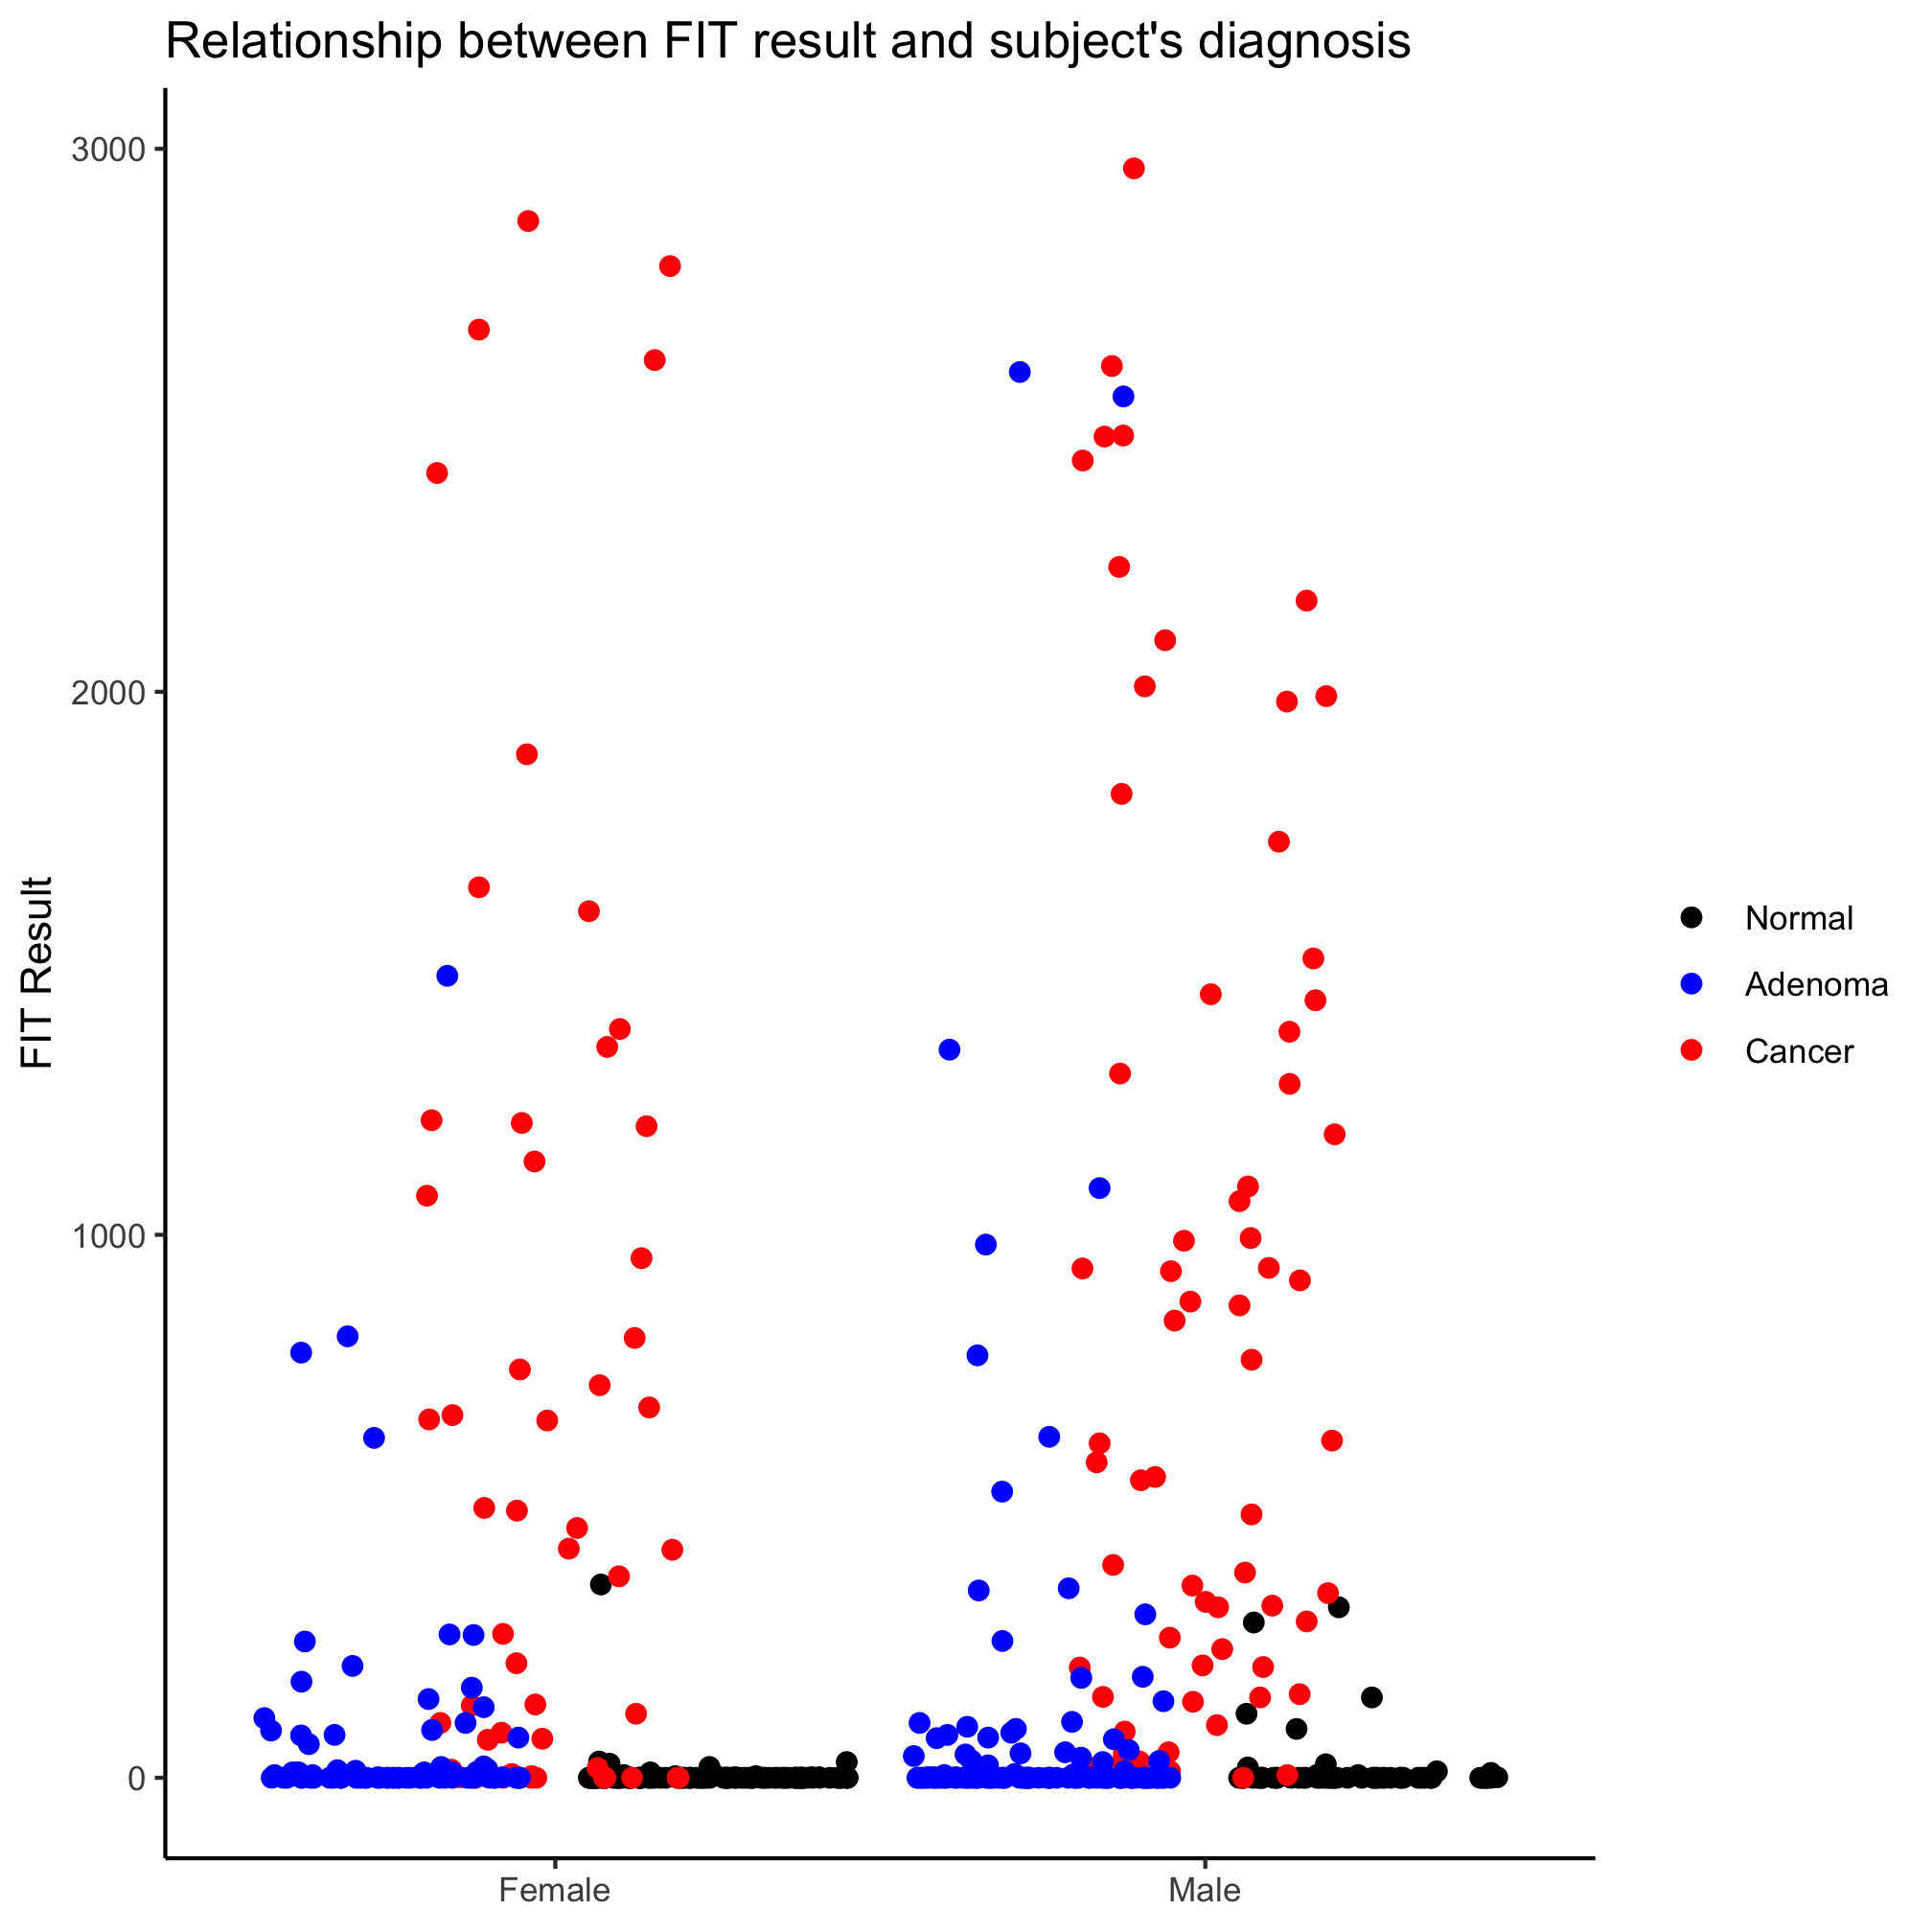 Relationship between FIT result and subject's diagnosis
3000
2000
1000
0
FIT Result
Female
Male
Normal
Adenoma
Cancer